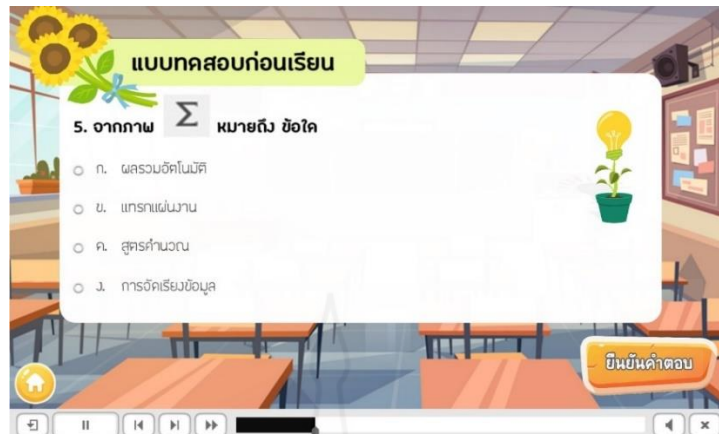 แบบทดสอบก่อนเรียน
5. จากภาพ Σ หมายถึง ข้อใด
ก. ผลรวมอัตโนมัติ
ข. แทรกแผ่นงาน
ค. สูตรคำนวณ
ง. การจัดเรียงข้อมูล
ยืนยันคำตอบ